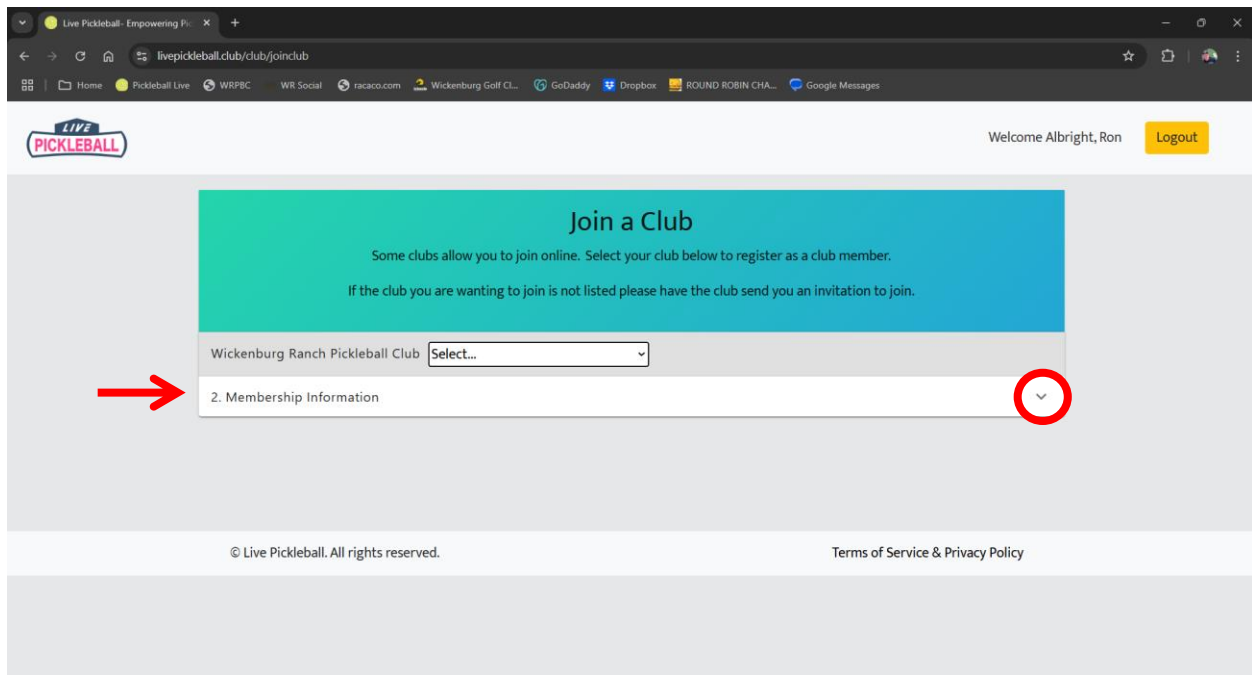 Live Pickleball- Empowering Pic
livepickleball.club/club/joinclub
Home Pickleball Live WRPBC WR Social racaco.com Wickenburg Golf Cl... GoDaddy Dropbox ROUND ROBIN CHA... Google Messages
LIVE
PICKLEBALL
Welcome Albright, Ron Logout
Join a Club
Some clubs allow you to join online. Select your club below to register as a club member.
If the club you are wanting to join is not listed please have the club send you an invitation to join.
Wickenburg Ranch Pickleball Club Select...
2. Membership Information
© Live Pickleball. All rights reserved. Terms of Service & Privacy Policy